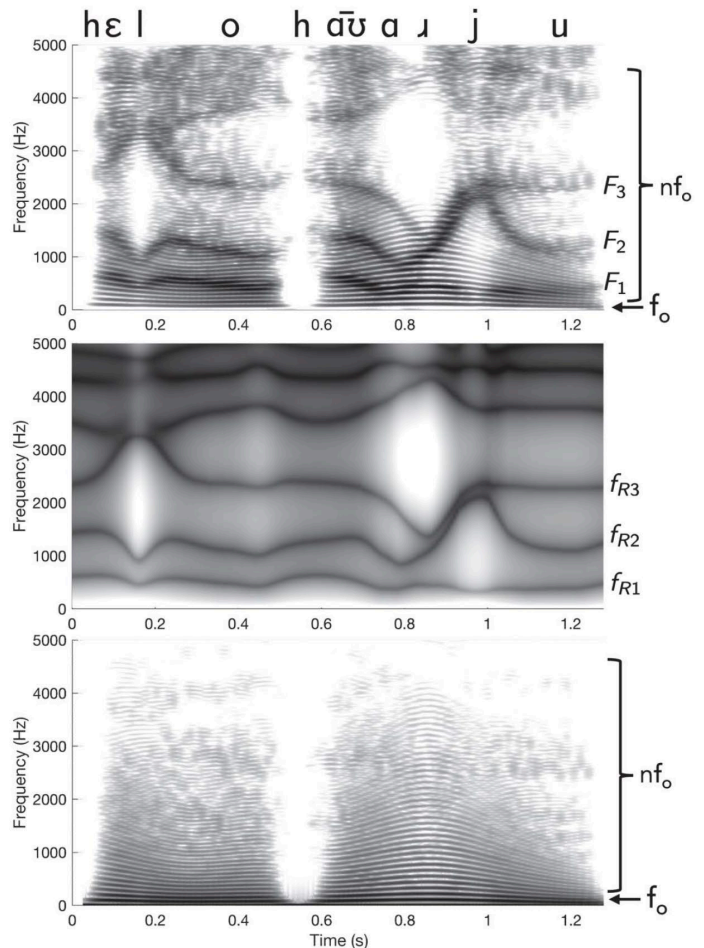 h ɛ l o h a͞ʊ ɑ ɹ j u
5000
4000
3000
2000
1000
0
Frequency (Hz)
0 0.2 0.4 0.6 0.8 1 1.2
F3
F2
F1
nfo
fo
5000
4000
3000
2000
1000
0
Frequency (Hz)
0 0.2 0.4 0.6 0.8 1 1.2
fR3
fR2
fR1
5000
4000
3000
2000
1000
0
Frequency (Hz)
0 0.2 0.4 0.6 0.8 1 1.2
Time (s)
nfo
fo